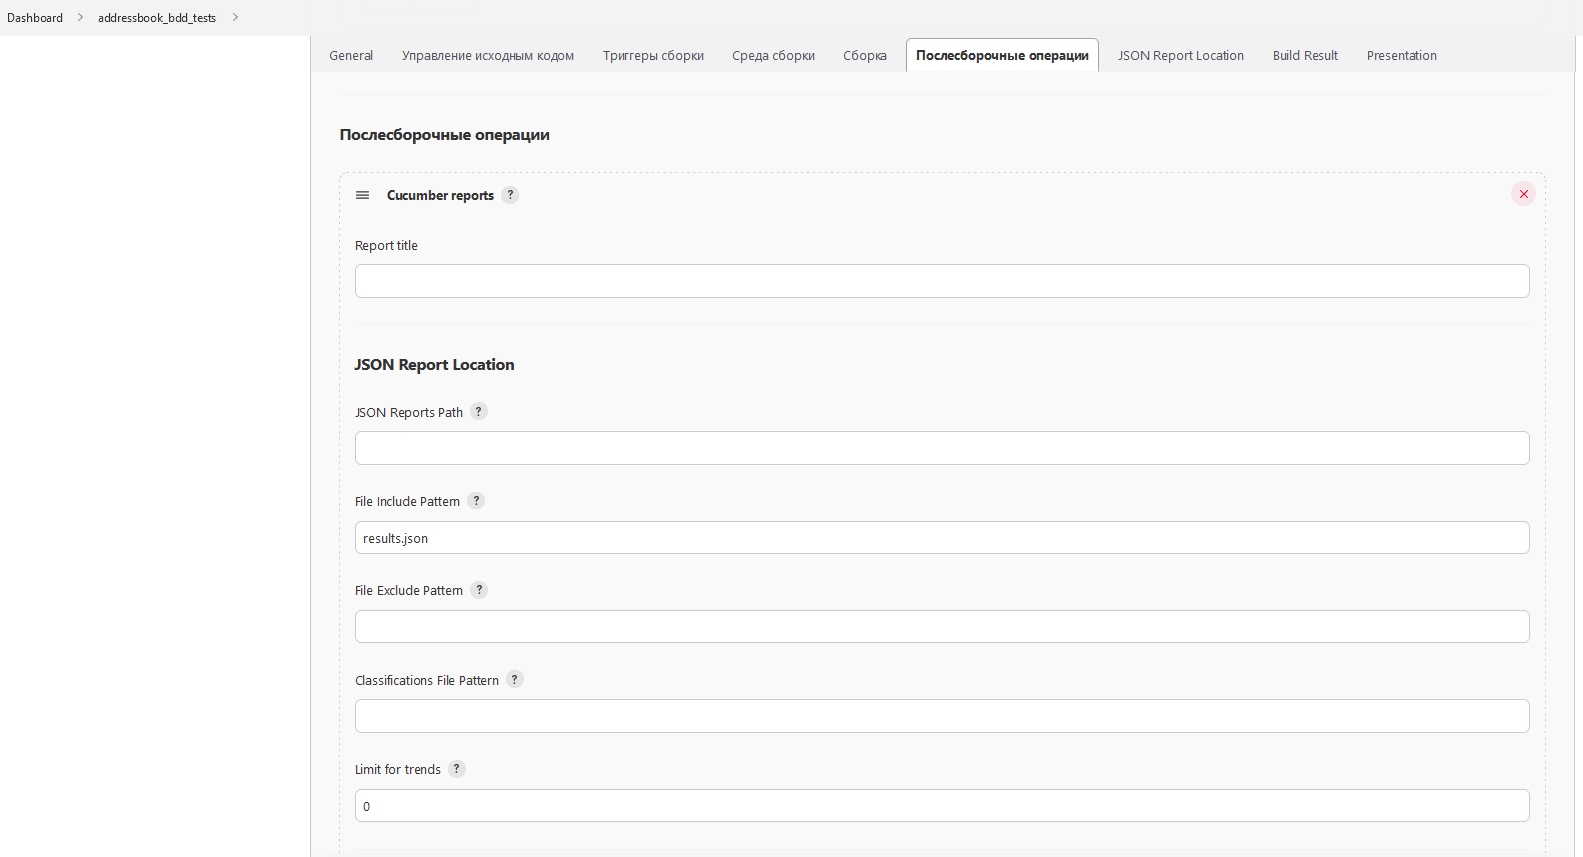 Dashboard > addressbook_bdd_tests >
General Управление исходным кодом Триггеры сборки Среда сборки Сборка Послесборочные операции JSON Report Location Build Result Presentation
Послесборочные операции
Cucumber reports ?
Report title
JSON Report Location
JSON Reports Path ?
File Include Pattern ?
results.json
File Exclude Pattern ?
Classifications File Pattern ?
Limit for trends ?
0